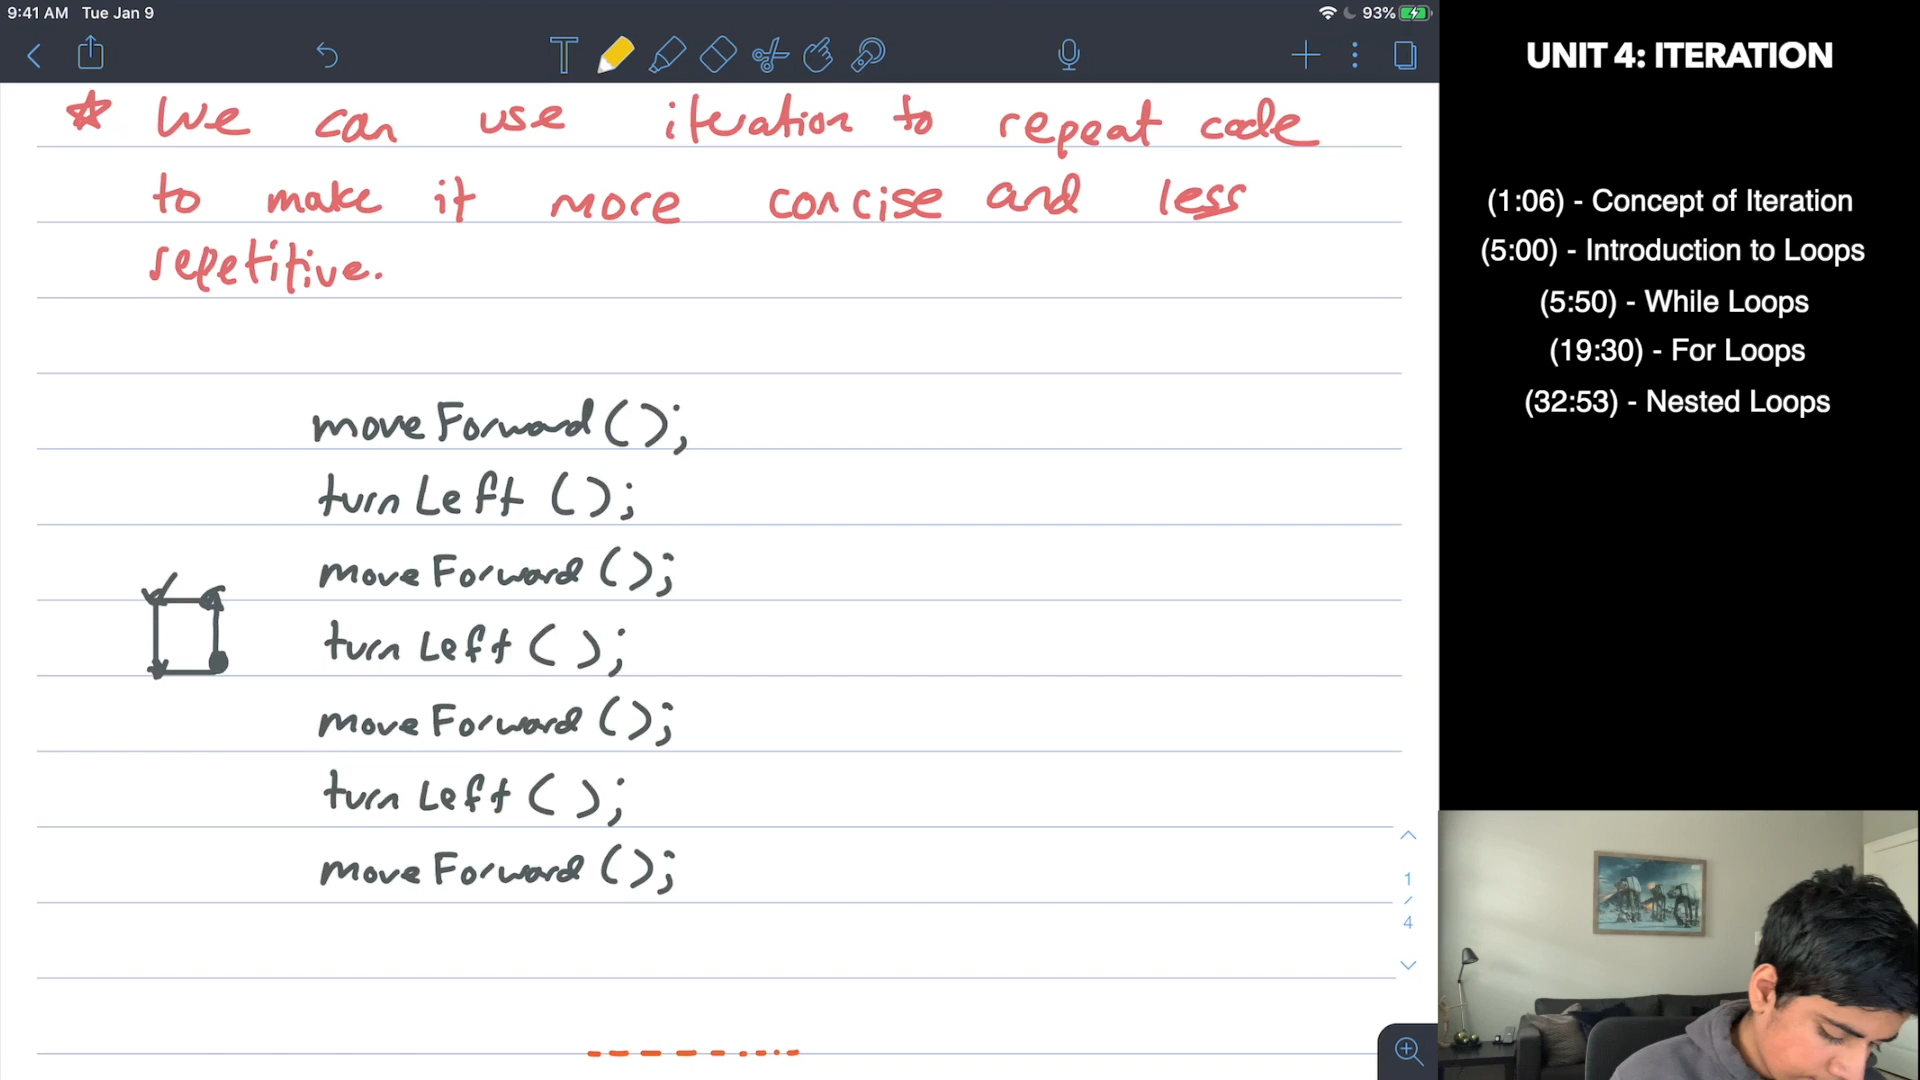 9:41 AM Tue Jan 9
93%
UNIT 4: ITERATION
☆ We can use iteration to repeat code
to make it more concise and less
repetitive.
moveForward();
turnLeft();
moveForward();
turnLeft();
moveForward();
turnLeft();
moveForward();
(1:06) - Concept of Iteration
(5:00) - Introduction to Loops
(5:50) - While Loops
(19:30) - For Loops
(32:53) - Nested Loops
1
/
4